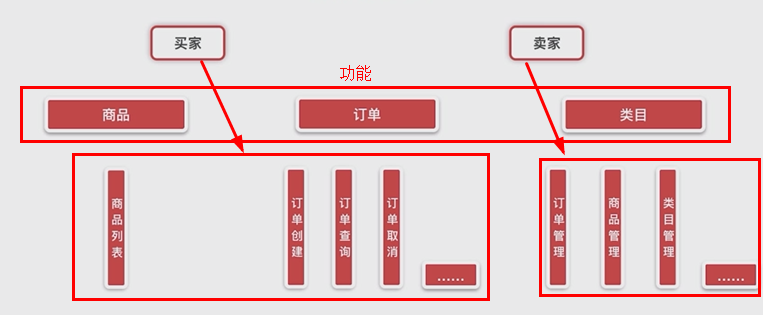 买家
卖家
功能
商品
订单
类目
商品列表
订单创建
订单查询
订单取消
......
订单管理
商品管理
类目管理
......